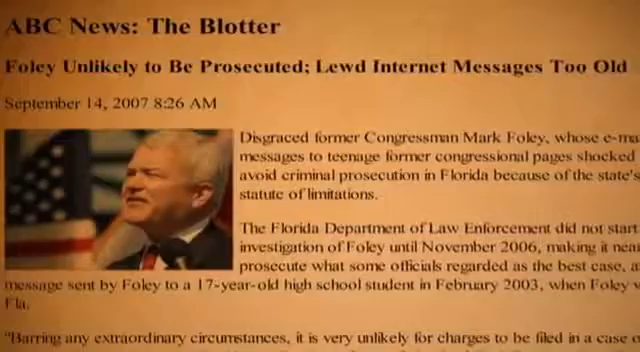 ABC News: The Blotter
Foley Unlikely to Be Prosecuted; Lewd Internet Messages Too Old
September 14, 2007 8:26 AM
Disgraced former Congressman Mark Foley, whose e-ma
messages to teenage former congressional pages shocked
avoid criminal prosecution in Florida because of the state's
statute of limitations.
The Florida Department of Law Enforcement did not start
investigation of Foley until November 2006, making it nea
prosecute what some officials regarded as the best case, a
message sent by Foley to a 17-year-old high school student in February 2003, when Foley
Fla.
"Barring any extraordinary circumstances, it is very unlikely for charges to be filed in a case